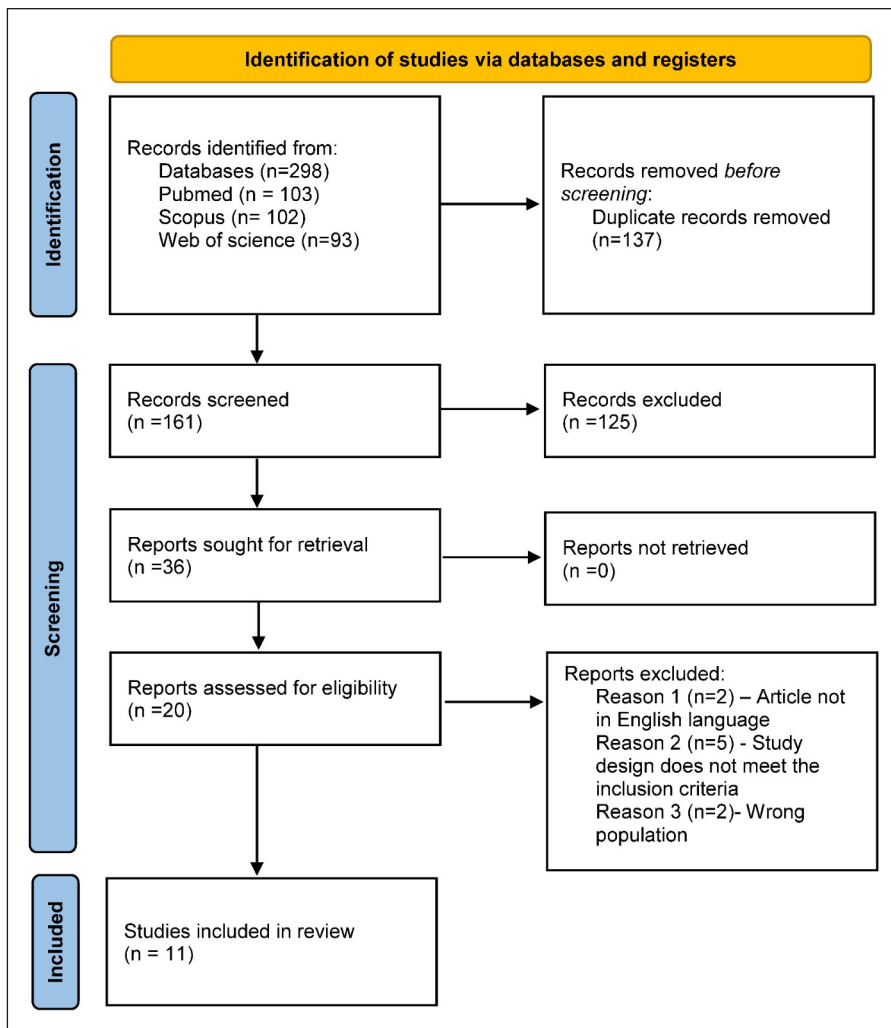 Identification of studies via databases and registers
Identification
Records identified from:
Databases (n=298)
Pubmed (n = 103)
Scopus (n= 102)
Web of science (n=93)
Records removed before
screening:
Duplicate records removed
(n=137)
Screening
Records screened
(n =161)
Records excluded
(n =125)
Reports sought for retrieval
(n =36)
Reports not retrieved
(n =0)
Reports assessed for eligibility
(n =20)
Reports excluded:
Reason 1 (n=2) – Article not
in English language
Reason 2 (n=5) - Study
design does not meet the
inclusion criteria
Reason 3 (n=2)- Wrong
population
Included
Studies included in review
(n = 11)